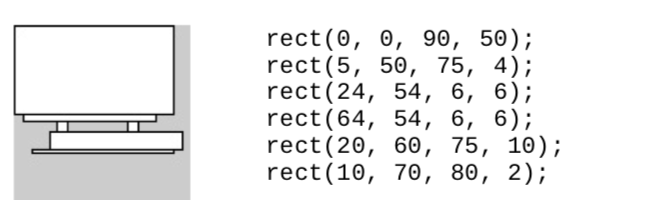 rect(0, 0, 90, 50);
rect(5, 50, 75, 4);
rect(24, 54, 6, 6);
rect(64, 54, 6, 6);
rect(20, 60, 75, 10);
rect(10, 70, 80, 2);